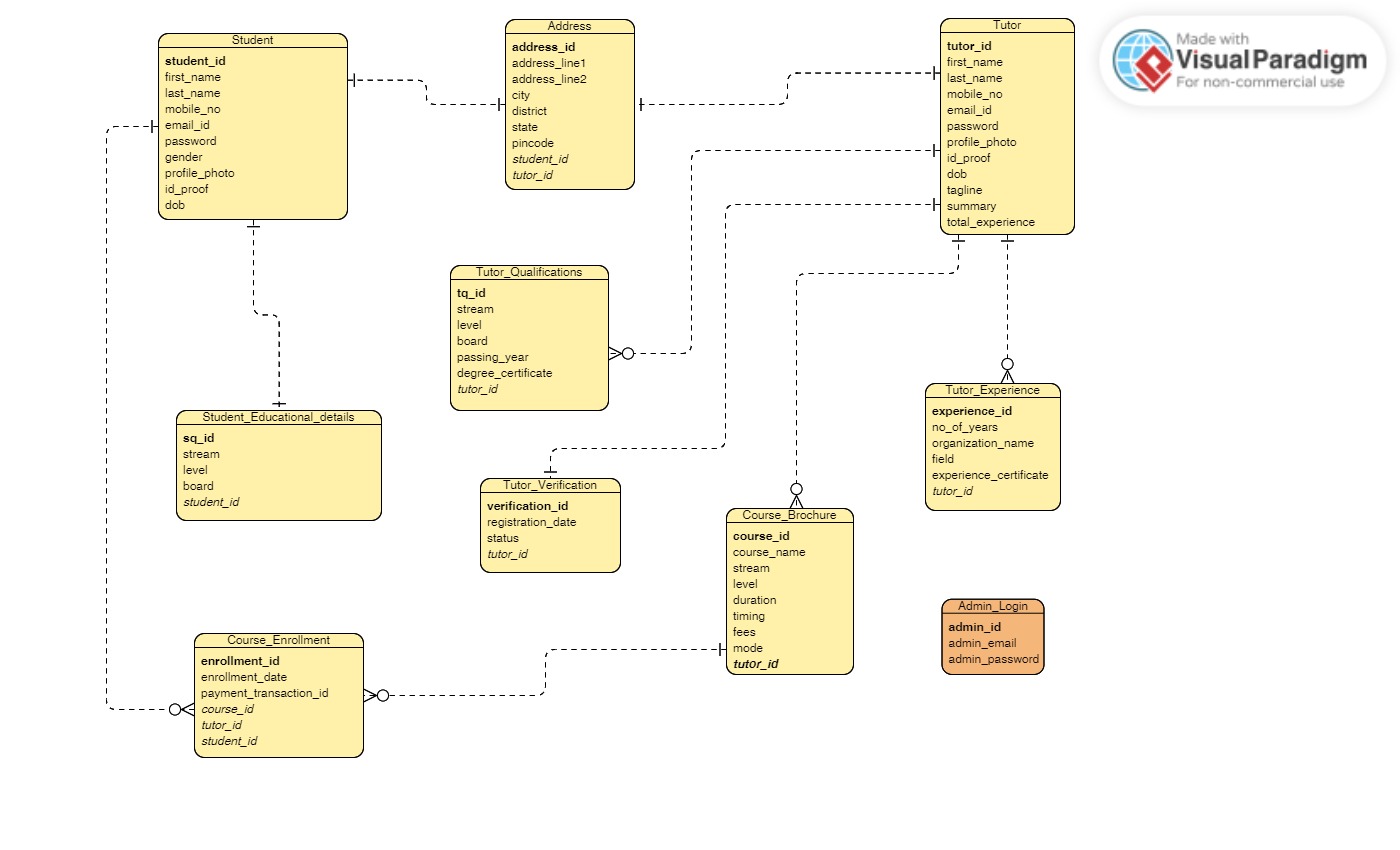 Student
student_id
first_name
last_name
mobile_no
email_id
password
gender
profile_photo
id_proof
dob
Address
address_id
address_line1
address_line2
city
district
state
pincode
student_id
tutor_id
Tutor
tutor_id
first_name
last_name
mobile_no
email_id
password
profile_photo
id_proof
dob
tagline
summary
total_experience
Made with
Visual Paradigm
For non-commercial use
Tutor_Qualifications
tq_id
stream
level
board
passing_year
degree_certificate
tutor_id
Student_Educational_details
sq_id
stream
level
board
student_id
Tutor_Verification
verification_id
registration_date
status
tutor_id
Tutor_Experience
experience_id
no_of_years
organization_name
field
experience_certificate
tutor_id
Course_Brochure
course_id
course_name
stream
level
duration
timing
fees
mode
tutor_id
Admin_Login
admin_id
admin_email
admin_password
Course_Enrollment
enrollment_id
enrollment_date
payment_transaction_id
course_id
tutor_id
student_id